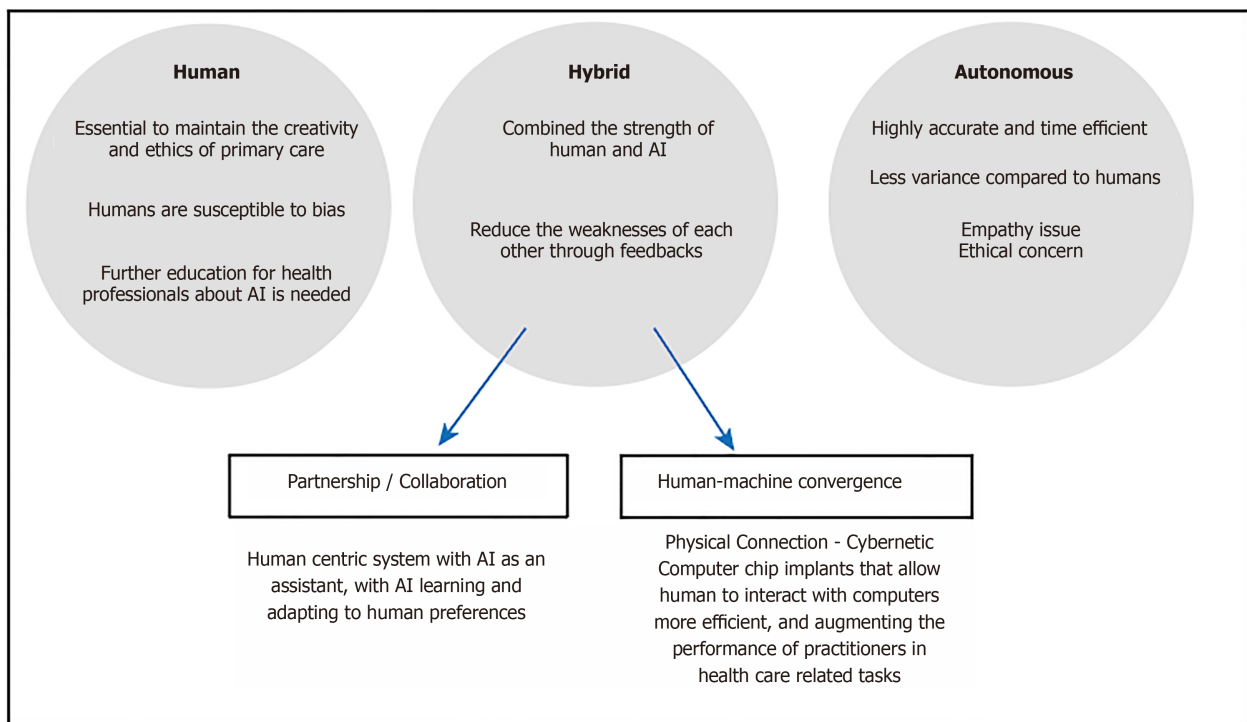 Human
Essential to maintain the creativity
and ethics of primary care
Humans are susceptible to bias
Further education for health
professionals about AI is needed
Hybrid
Combined the strength of
human and AI
Reduce the weaknesses of each
other through feedbacks
Autonomous
Highly accurate and time efficient
Less variance compared to humans
Empathy issue
Ethical concern
Partnership / Collaboration
Human centric system with AI as an
assistant, with AI learning and
adapting to human preferences
Human-machine convergence
Physical Connection - Cybernetic
Computer chip implants that allow
human to interact with computers
more efficient, and augmenting the
performance of practitioners in
health care related tasks